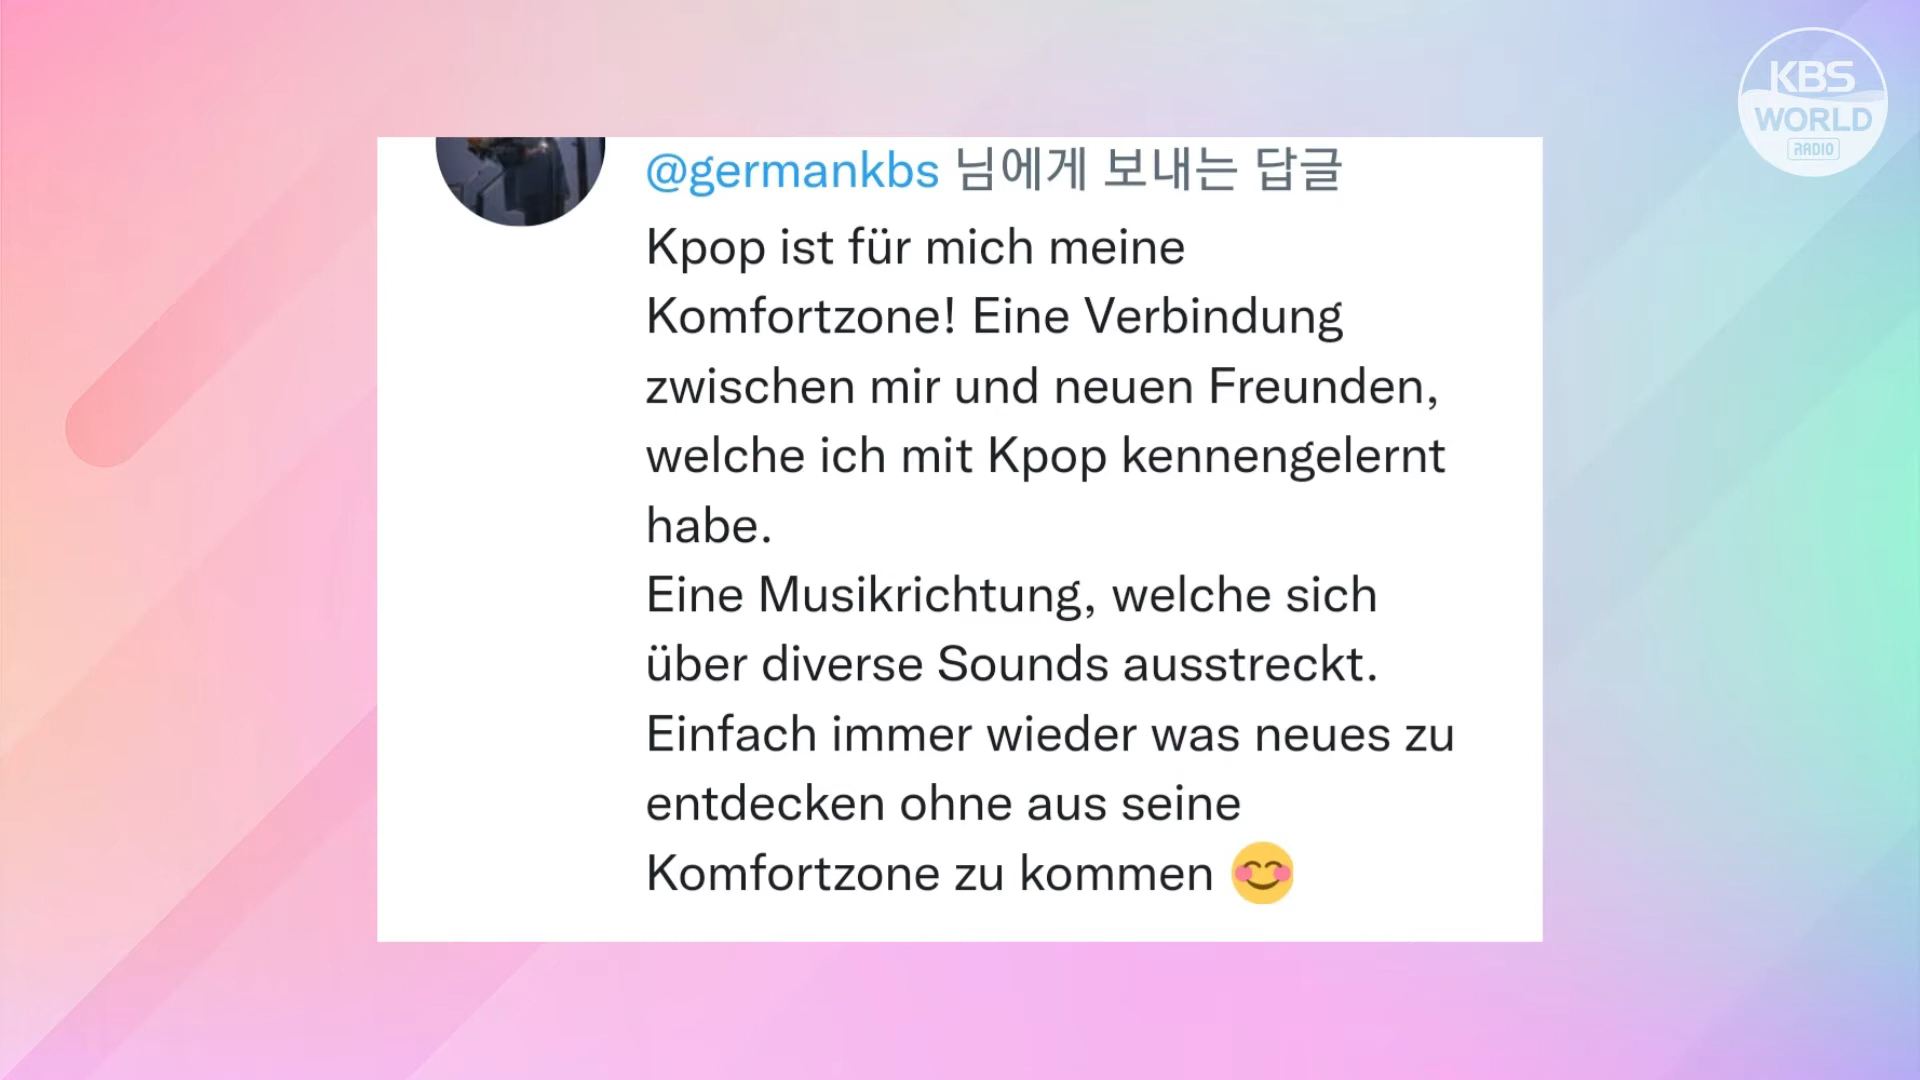 KBS
WORLD
RADIO
@germankbs 님에게 보내는 답글
Kpop ist für mich meine
Komfortzone! Eine Verbindung
zwischen mir und neuen Freunden,
welche ich mit Kpop kennengelernt
habe.
Eine Musikrichtung, welche sich
über diverse Sounds ausstreckt.
Einfach immer wieder was neues zu
entdecken ohne aus seine
Komfortzone zu kommen 😊